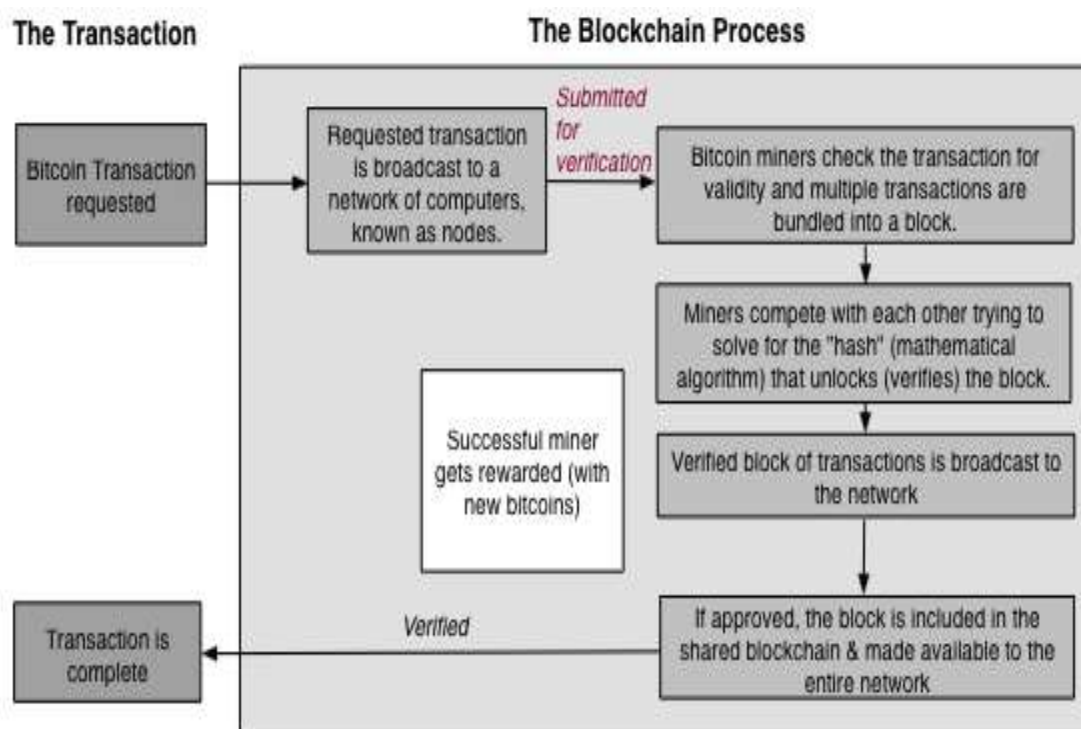 The Transaction
The Blockchain Process
Bitcoin Transaction
requested
Requested transaction
is broadcast to a
network of computers,
known as nodes.
Submitted
for
verification
Bitcoin miners check the transaction for
validity and multiple transactions are
bundled into a block.
Miners compete with each other trying to
solve for the "hash" (mathematical
algorithm) that unlocks (verifies) the block.
Successful miner
gets rewarded (with
new bitcoins)
Verified block of transactions is broadcast to
the network
If approved, the block is included in the
shared blockchain & made available to the
entire network
Verified
Transaction is
complete